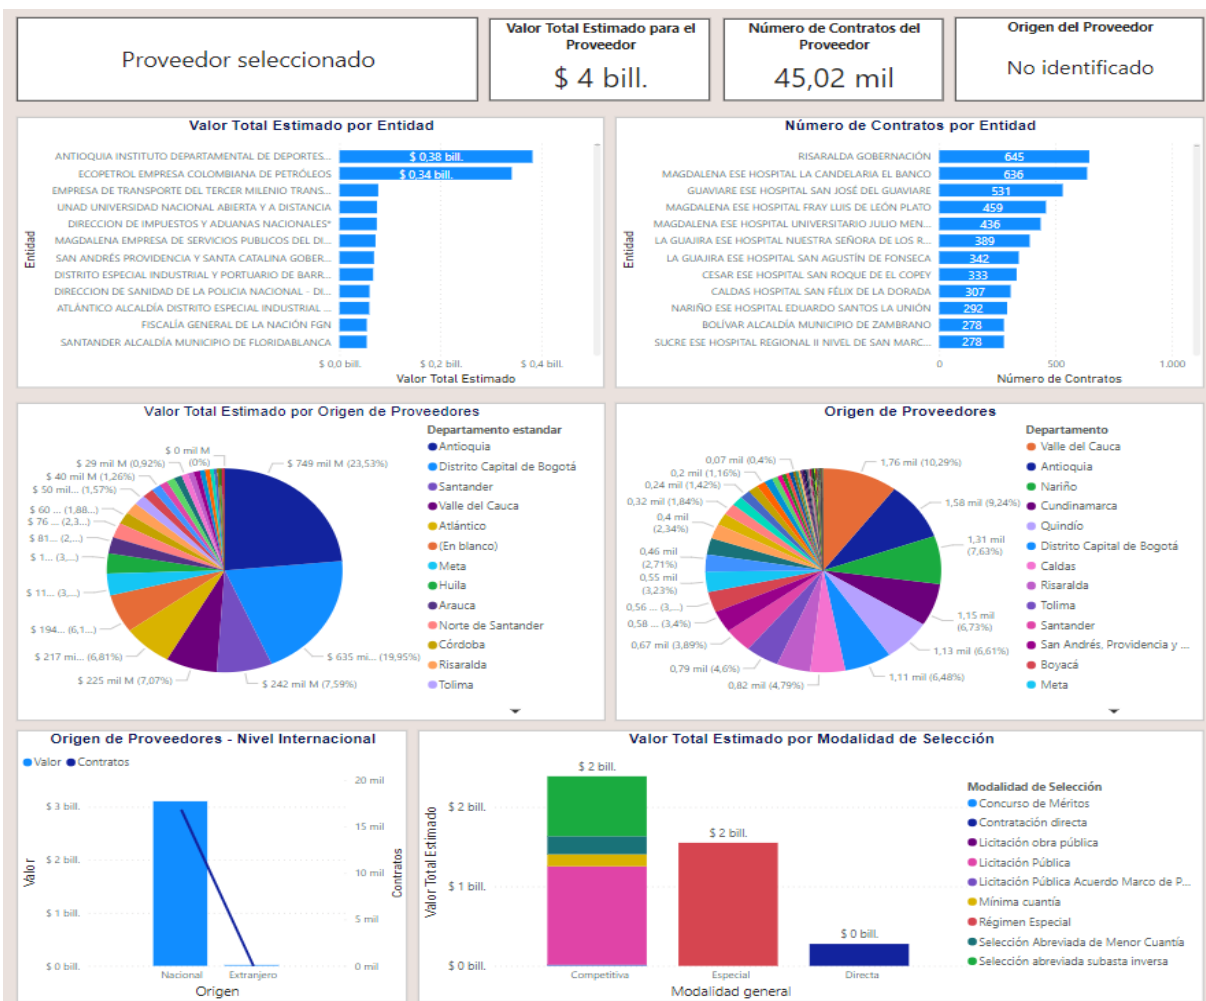 Proveedor seleccionado
Valor Total Estimado para el
Proveedor
$ 4 bill.
Número de Contratos del
Proveedor
45,02 mil
Origen del Proveedor
No identificado
Valor Total Estimado por Entidad
Entidad
ANTIOQUIA INSTITUTO DEPARTAMENTAL DE DEPORTES... $ 0,38 bill.
ECOPETROL EMPRESA COLOMBIANA DE PETRÓLEOS $ 0,34 bill.
EMPRESA DE TRANSPORTE DEL TERCER MILENIO TRANS...
UNAD UNIVERSIDAD NACIONAL ABIERTA Y A DISTANCIA
DIRECCION DE IMPUESTOS Y ADUANAS NACIONALES*
MAGDALENA EMPRESA DE SERVICIOS PUBLICOS DEL DI...
SAN ANDRÉS PROVIDENCIA Y SANTA CATALINA GOBER...
DISTRITO ESPECIAL INDUSTRIAL Y PORTUARIO DE BARR...
DIRECCION DE SANIDAD DE LA POLICIA NACIONAL - DI...
ATLÁNTICO ALCALDÍA DISTRITO ESPECIAL INDUSTRIAL ...
FISCALÍA GENERAL DE LA NACIÓN FGN
SANTANDER ALCALDÍA MUNICIPIO DE FLORIDABLANCA
$ 0,0 bill. $ 0,2 bill. $ 0,4 bill.
Valor Total Estimado
Número de Contratos por Entidad
Entidad
RISARALDA GOBERNACIÓN 645
MAGDALENA ESE HOSPITAL LA CANDELARIA EL BANCO 636
GUAVIARE ESE HOSPITAL SAN JOSÉ DEL GUAVIARE 531
MAGDALENA ESE HOSPITAL FRAY LUIS DE LEÓN PLATO 459
MAGDALENA ESE HOSPITAL UNIVERSITARIO JULIO MEN... 436
LA GUAJIRA ESE HOSPITAL NUESTRA SEÑORA DE LOS R... 389
LA GUAJIRA ESE HOSPITAL SAN AGUSTÍN DE FONSECA 342
CESAR ESE HOSPITAL SAN ROQUE DE EL COPEY 333
CALDAS HOSPITAL SAN FÉLIX DE LA DORADA 307
NARIÑO ESE HOSPITAL EDUARDO SANTOS LA UNIÓN 292
BOLÍVAR ALCALDÍA MUNICIPIO DE ZAMBRANO 278
SUCRE ESE HOSPITAL REGIONAL II NIVEL DE SAN MARC... 278
0 500 1.000
Número de Contratos
Valor Total Estimado por Origen de Proveedores
$ 0 mil M
(0%)
$ 29 mil M (0,92%)
$ 40 mil M (1,26%)
$ 50 mil... (1,57%)
$ 60 ... (1,88...
$ 76 ... (2,3...
$ 81... (2,...)
$ 1... (3,...)
$ 11... (3,...)
$ 194... (6,1...)
$ 217 mi... (6,81%)
$ 225 mil M (7,07%)
$ 242 mil M (7,59%)
$ 635 mi... (19,95%)
$ 749 mil M (23,53%)
Departamento estandar
Antioquia
Distrito Capital de Bogotá
Santander
Valle del Cauca
Atlántico
(En blanco)
Meta
Huila
Arauca
Norte de Santander
Córdoba
Risaralda
Tolima
Origen de Proveedores
0,07 mil (0,4%)
0,2 mil (1,16%)
0,24 mil (1,42%)
0,32 mil (1,84%)
0,4 mil
(2,34%)
0,46 mil
(2,71%)
0,55 mil
(3,23%)
0,56 ... (3,...)
0,58 ... (3,4%)
0,67 mil (3,89%)
0,79 mil (4,6%)
0,82 mil (4,79%)
1,11 mil (6,48%)
1,13 mil (6,61%)
1,15 mil
(6,73%)
1,31 mil
(7,63%)
1,58 mil (9,24%)
1,76 mil (10,29%)
Departamento
Valle del Cauca
Antioquia
Nariño
Cundinamarca
Quindío
Distrito Capital de Bogotá
Caldas
Risaralda
Tolima
Santander
San Andrés, Providencia y ...
Boyacá
Meta
Origen de Proveedores - Nivel Internacional
Valor Contratos
Valor
$ 3 bill.
$ 2 bill.
$ 1 bill.
$ 0 bill.
20 mil
15 mil
10 mil
5 mil
0 mil
Contratos
Nacional Extranjero
Origen
Valor Total Estimado por Modalidad de Selección
Valor Total Estimado
$ 2 bill.
$ 1 bill.
$ 0 bill.
$ 2 bill.
$ 2 bill.
$ 0 bill.
Competitiva Especial Directa
Modalidad general
Modalidad de Selección
Concurso de Méritos
Contratación directa
Licitación obra pública
Licitación Pública
Licitación Pública Acuerdo Marco de P...
Mínima cuantía
Régimen Especial
Selección Abreviada de Menor Cuantía
Selección abreviada subasta inversa